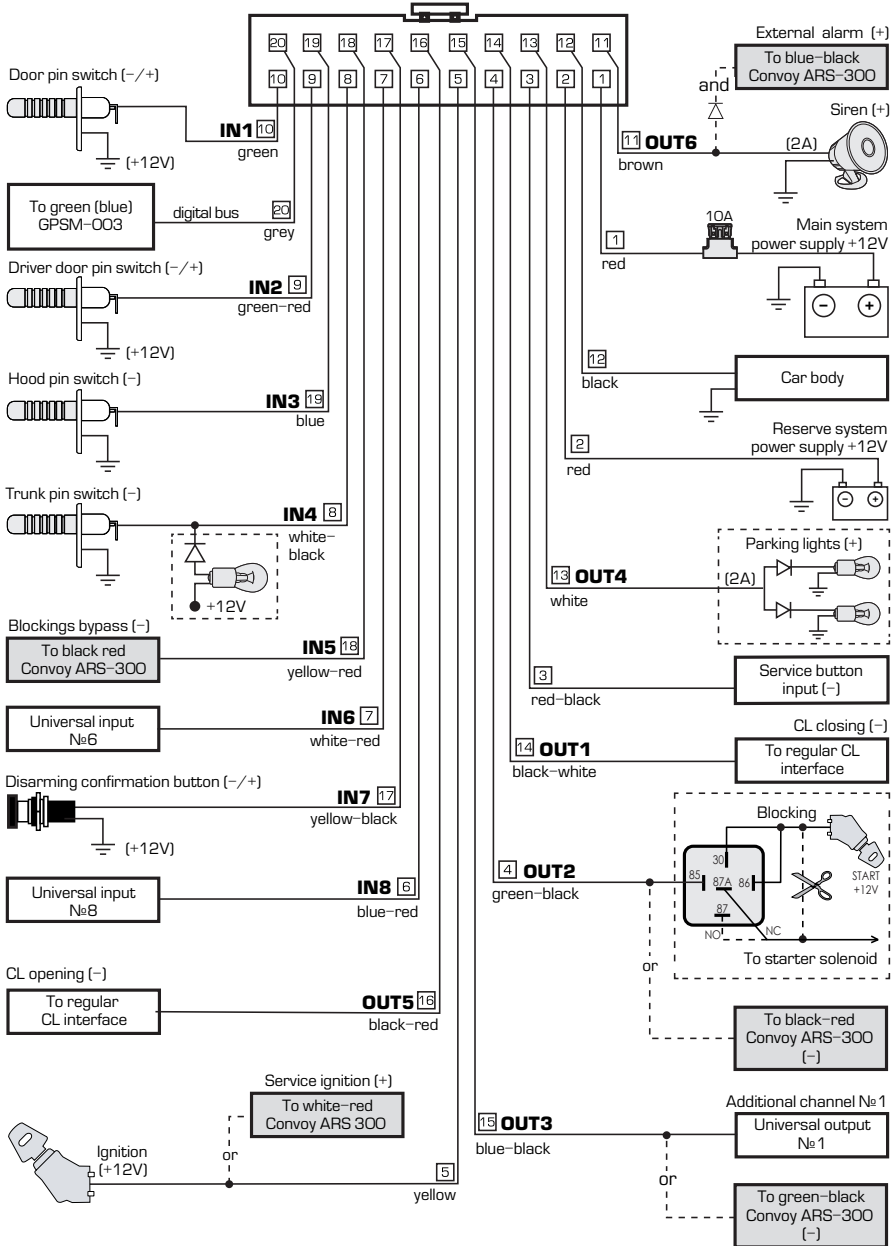 20 19 18 17 16 15 14 13 12 11
10 9 8 7 6 5 4 3 2 1
Door pin switch (−/+)
IN1 10
green
(+12V)
To green (blue)
GPSM−003
digital bus
20
grey
Driver door pin switch (−/+)
IN2 9
green−red
(+12V)
Hood pin switch (−)
IN3 19
blue
Trunk pin switch (−)
IN4 8
white−
black
+12V
Blockings bypass (−)
To black red
Convoy ARS−300
IN5 18
yellow−red
Universal input
№6
IN6 7
white−red
Disarming confirmation button (−/+)
IN7 17
yellow−black
(+12V)
Universal input
№8
IN8 6
blue−red
CL opening (−)
To regular
CL interface
OUT5 16
black−red
Service ignition (+)
To white−red
Convoy ARS 300
Ignition
(+12V)
or
5
yellow
External alarm (+)
To blue−black
Convoy ARS−300
and
Siren (+)
11 OUT6
(2A)
brown
10A
Main system
power supply +12V
1
red
− +
12
black
Car body
Reserve system
power supply +12V
2
red
− +
Parking lights (+)
13 OUT4
(2A)
white
3
red−black
Service button
input (−)
CL closing (−)
14 OUT1
black−white
To regular CL
interface
Blocking
30
85 87A 86
87
START
+12V
NO
NC
To starter solenoid
4 OUT2
green−black
or
To black−red
Convoy ARS−300
(−)
Additional channel №1
15 OUT3
blue−black
Universal output
№1
or
To green−black
Convoy ARS−300
(−)